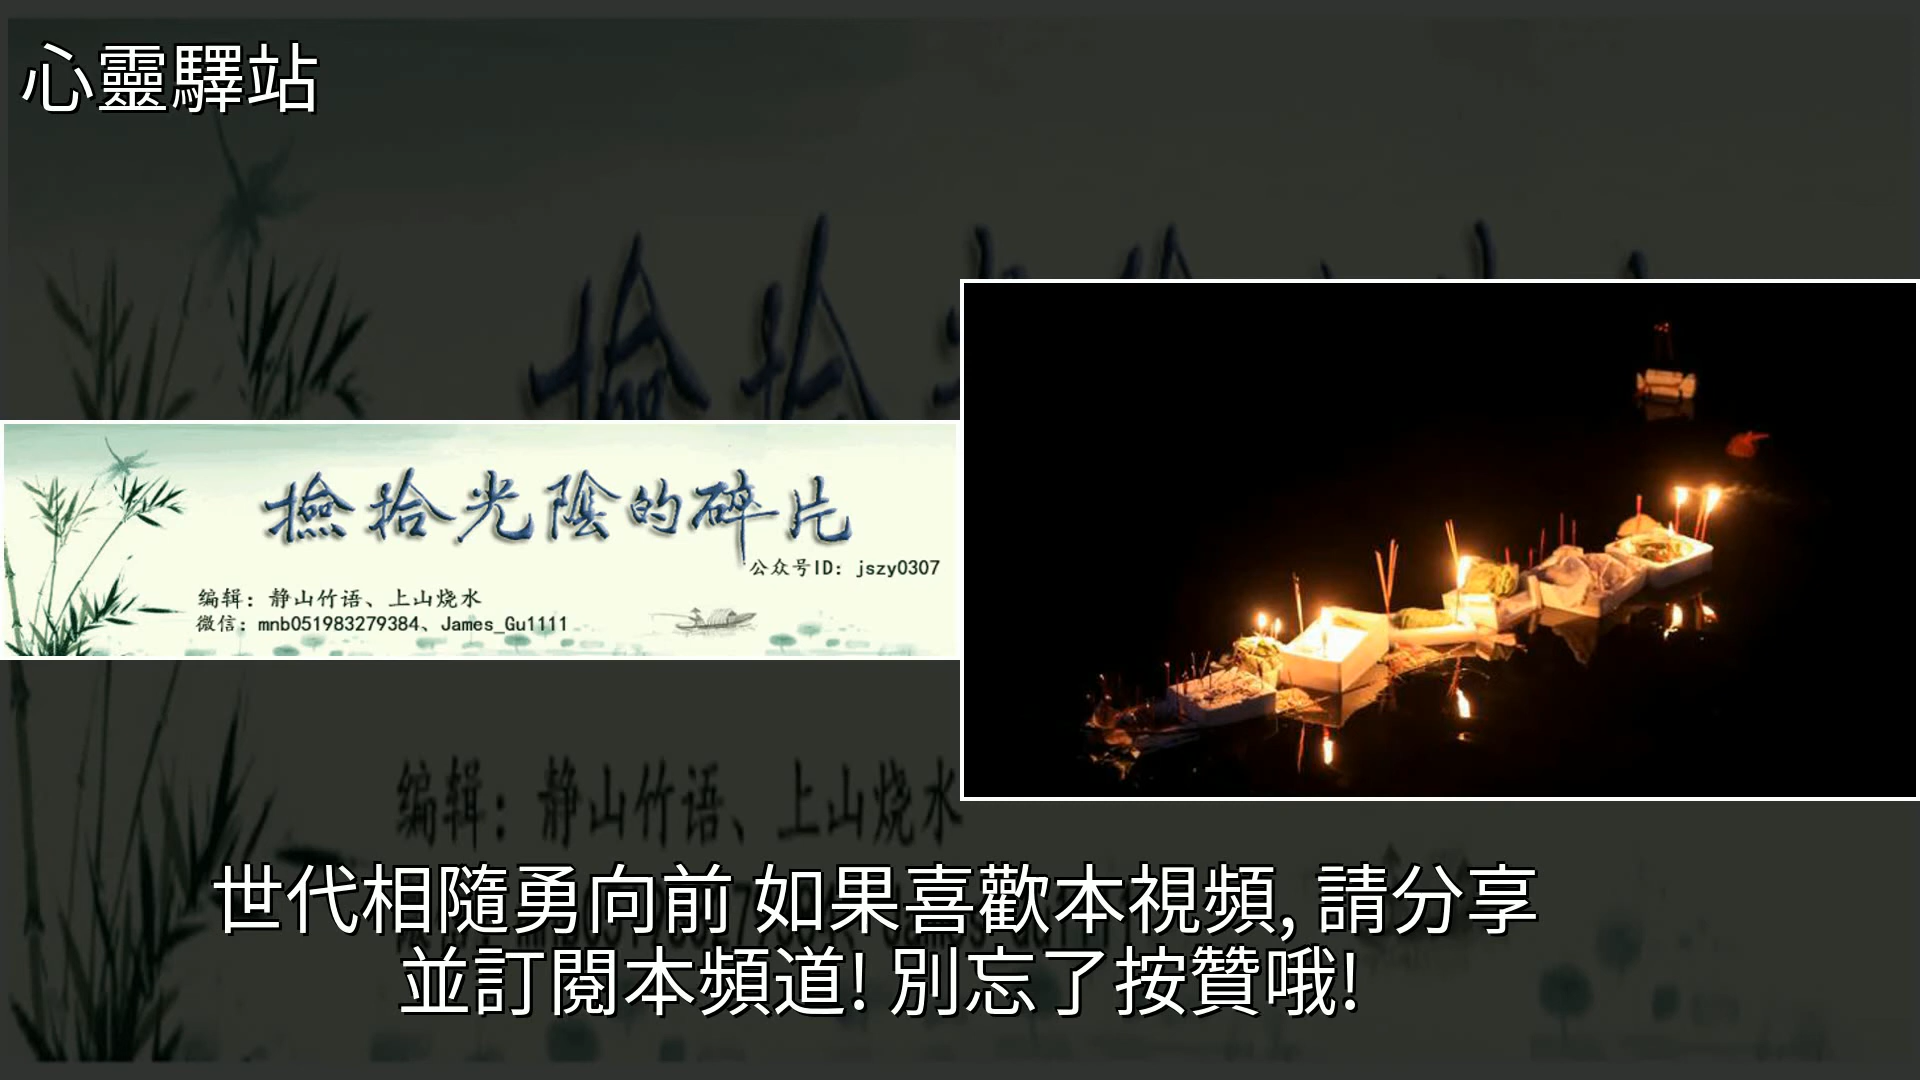 心靈驛站
撿拾光陰的碎片
公众号ID: jszy0307
编辑: 静山竹语、上山烧水
微信: mnb051983279384、James_Gu1111
编辑: 静山竹语、上山烧水
世代相隨勇向前 如果喜歡本視頻, 請分享
並訂閱本頻道! 別忘了按贊哦!